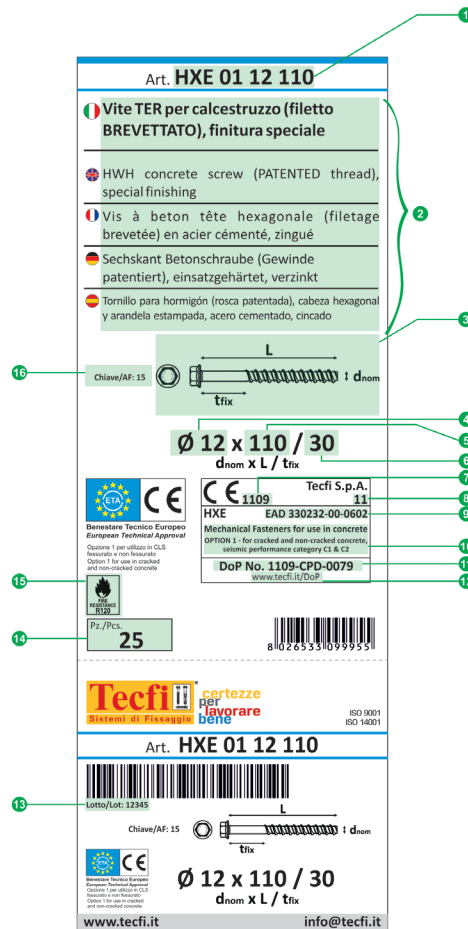 1
Art. HXE 01 12 110
Vite TER per calcestruzzo (filetto
BREVETTATO), finitura speciale
HWH concrete screw (PATENTED thread),
special finishing
2
Vis à beton tête hexagonale (filetage
brevetée) en acier cémenté, zingué
Sechskant Betonschraube (Gewinde
patentiert), einsatzgehärtet, verzinkt
Tornillo para hormigón (rosca patentada), cabeza hexagonal
y arandela estampada, acero cementado, cincado
3
L
16
Chiave/AF: 15
dnom
tfix
4
Ø 12 x 110 / 30
5
dnom x L / tfix
6
7
ETA
CE
CE 1109
Tecfi S.p.A.
11
8
HXE
EAD 330232-00-0602
9
Benestare Tecnico Europeo
European Technical Approval
Opzione 1 per utilizzo in CLS
fessurato e non fessurato
Option 1 for use in cracked
and non-cracked concrete
Mechanical Fasteners for use in concrete
OPTION 1 - for cracked and non-cracked concrete,
seismic performance category C1 & C2
10
DoP No. 1109-CPD-0079
11
www.tecfi.it/DoP
12
15
FIRE
RESISTANCE
R120
14
Pz./Pcs.
25
8 026533 099955
Tecfi
®
Sistemi di Fissaggio
certezze
per
lavorare
bene
ISO 9001
ISO 14001
Art. HXE 01 12 110
13
Lotto/Lot: 12345
L
Chiave/AF: 15
dnom
tfix
ETA
CE
Benestare Tecnico Europeo
European Technical Approval
Opzione 1 per utilizzo in CLS
fessurato e non fessurato
Option 1 for use in cracked
and non-cracked concrete
Ø 12 x 110 / 30
dnom x L / tfix
www.tecfi.it
info@tecfi.it